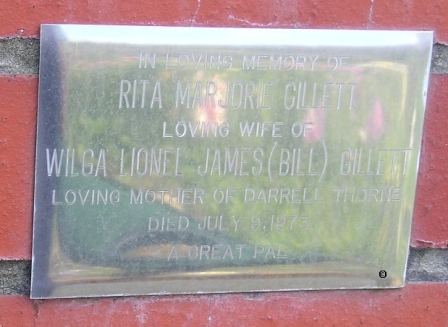 IN LOVING MEMORY OF
RITA MARJORIE GILLETT
LOVING WIFE OF
WILGA LIONEL JAMES (BILL) GILLETT
LOVING MOTHER OF DARRELL THORNE
DIED JULY 9, 1973
A GREAT PAL